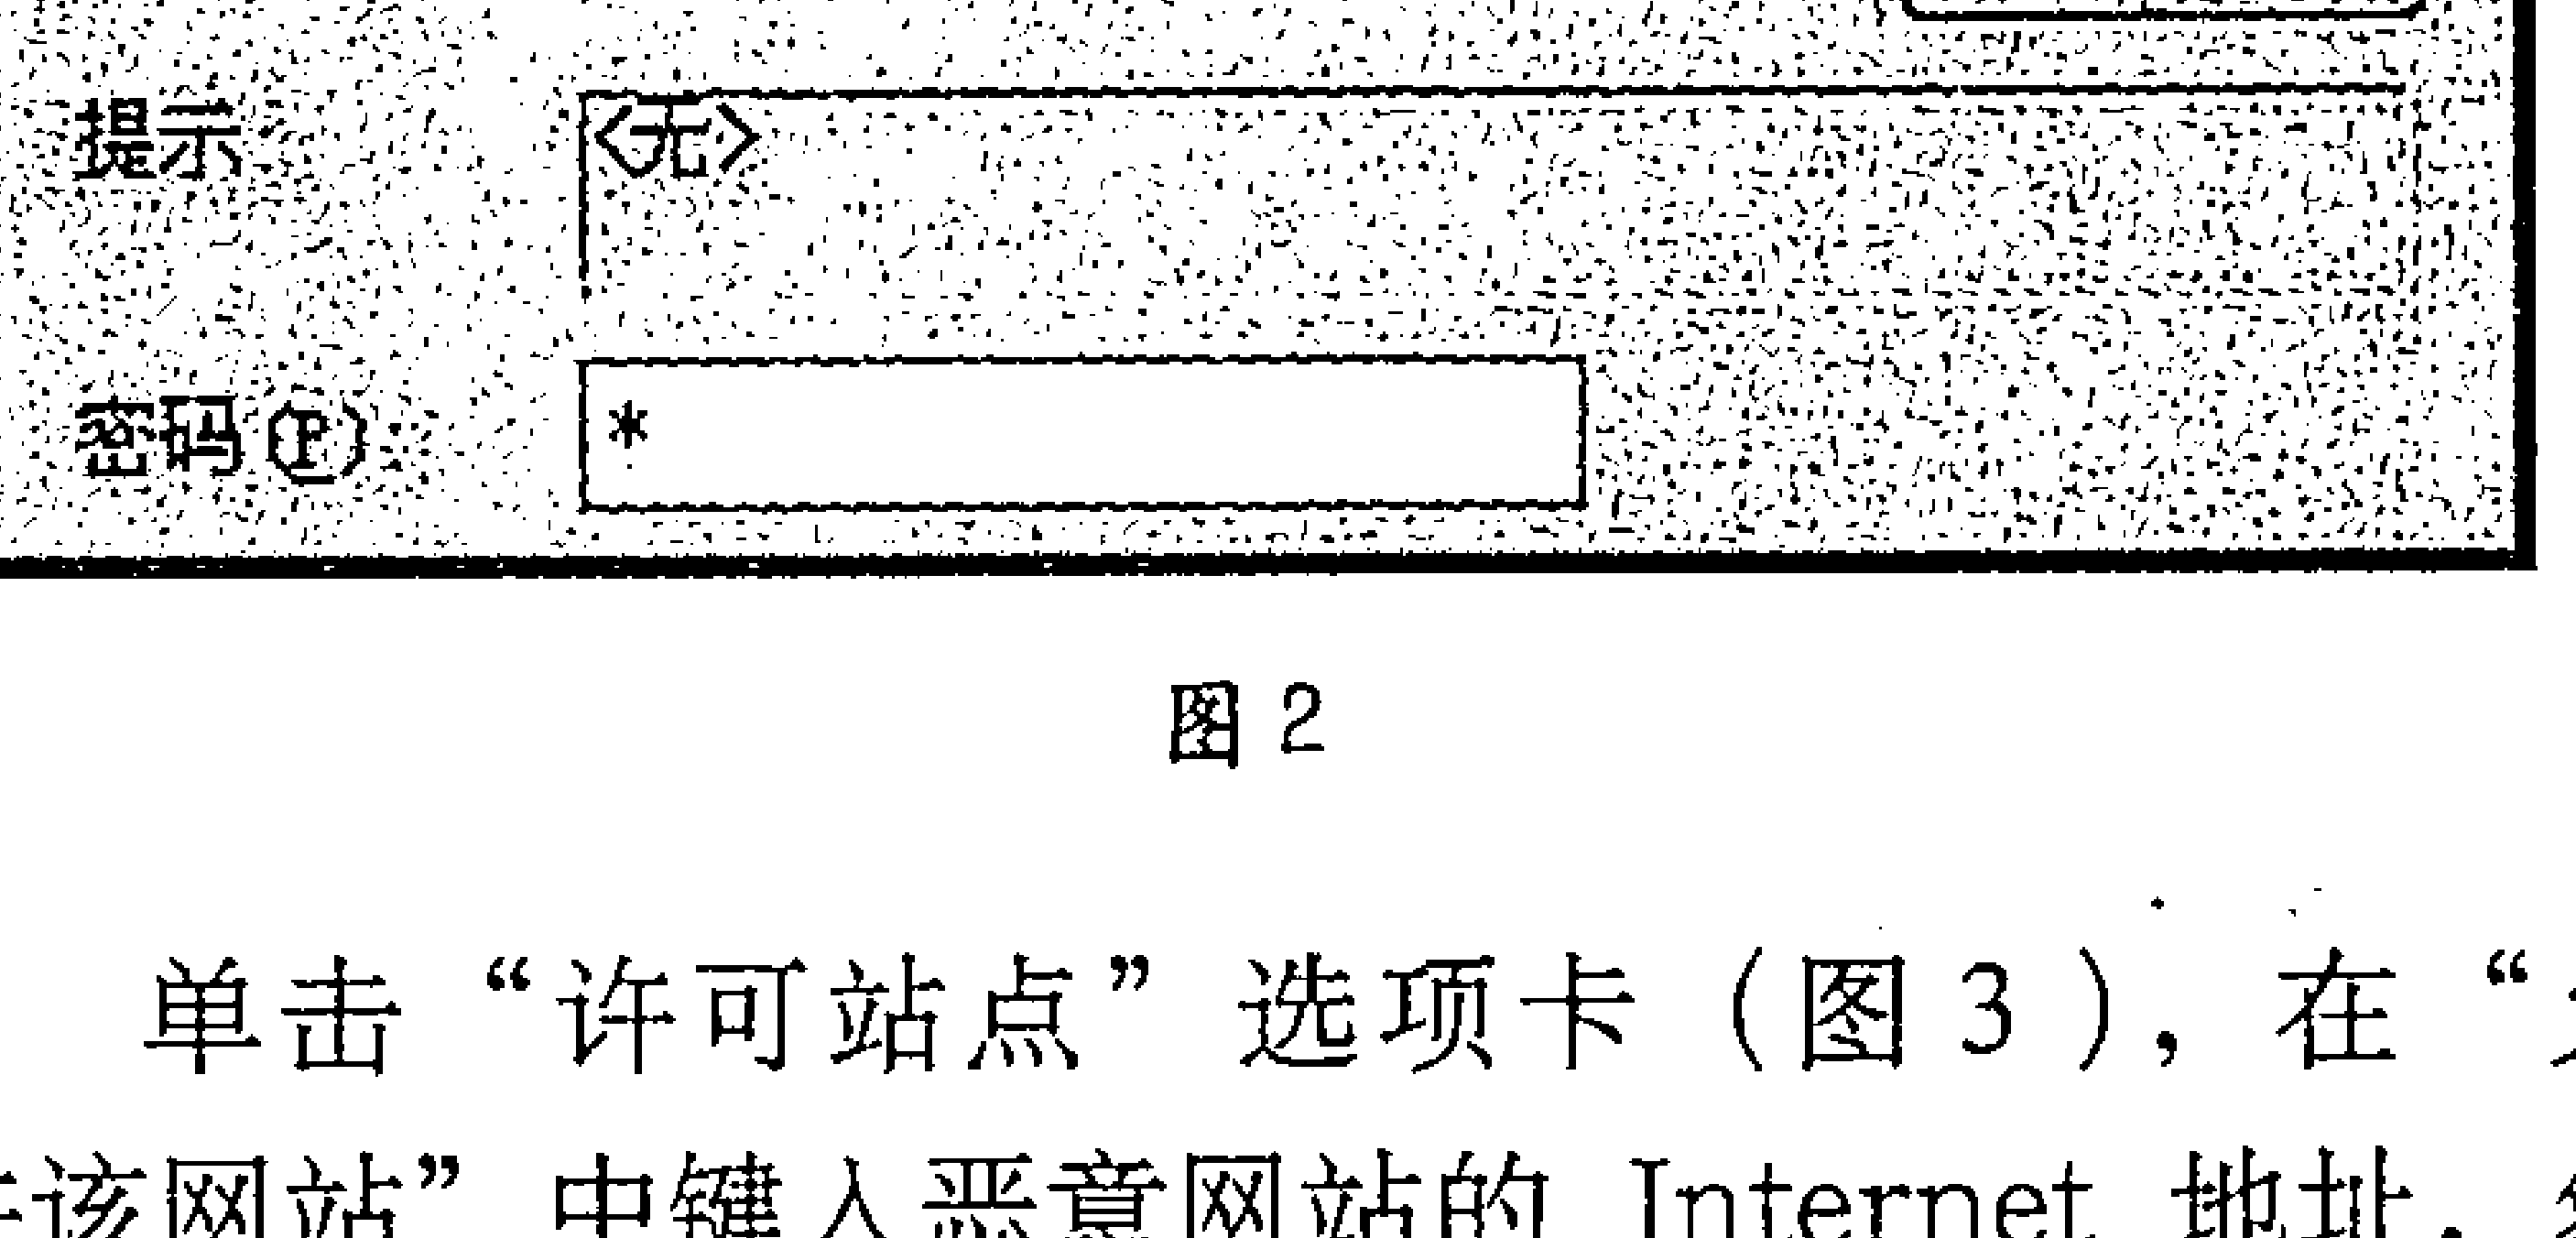 提示 <无>
密码(P) *
图 2
单击“许可站点”选项卡（图 3），在“
该网站”中键入恶意网站的 Internet 地址,